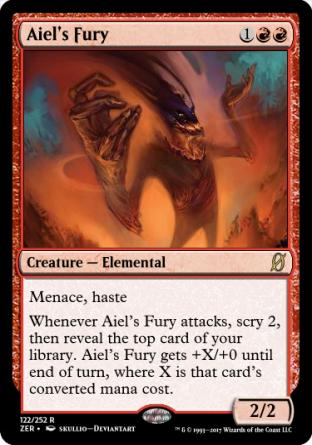 Aiel's Fury 1
Creature — Elemental
Menace, haste
Whenever Aiel's Fury attacks, scry 2,
then reveal the top card of your
library. Aiel's Fury gets +X/+0 until
end of turn, where X is that card's
converted mana cost.
2/2
122/252 R
ZER • SKULLIO-DEVIANTART
™ & © 1993–2017 Wizards of the Coast LLC